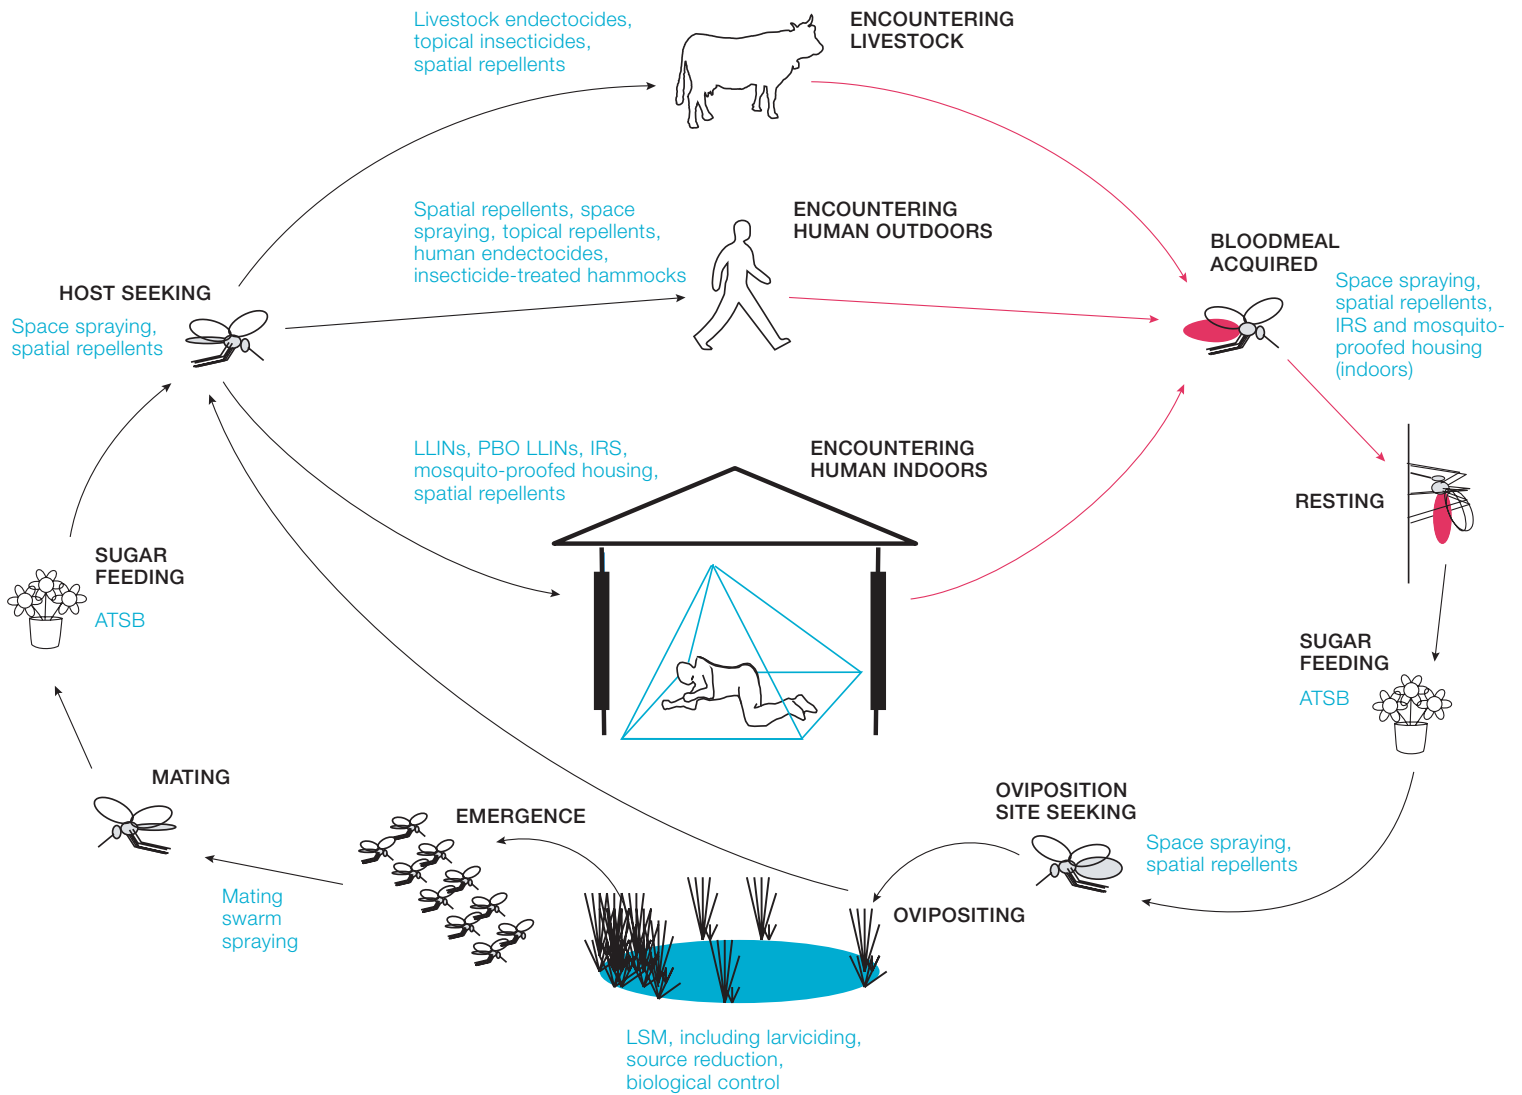 Livestock endectocides,
topical insecticides,
spatial repellents
ENCOUNTERING
LIVESTOCK
Spatial repellents, space
spraying, topical repellents,
human endectocides,
insecticide-treated hammocks
ENCOUNTERING
HUMAN OUTDOORS
BLOODMEAL
ACQUIRED
Space spraying,
spatial repellents,
IRS and mosquito-
proofed housing
(indoors)
HOST SEEKING
Space spraying,
spatial repellents
LLINs, PBO LLINs, IRS,
mosquito-proofed housing,
spatial repellents
ENCOUNTERING
HUMAN INDOORS
RESTING
SUGAR
FEEDING
ATSB
SUGAR
FEEDING
ATSB
MATING
EMERGENCE
OVIPOSITION
SITE SEEKING
Space spraying,
spatial repellents
Mating
swarm
spraying
OVIPOSITING
LSM, including larviciding,
source reduction,
biological control